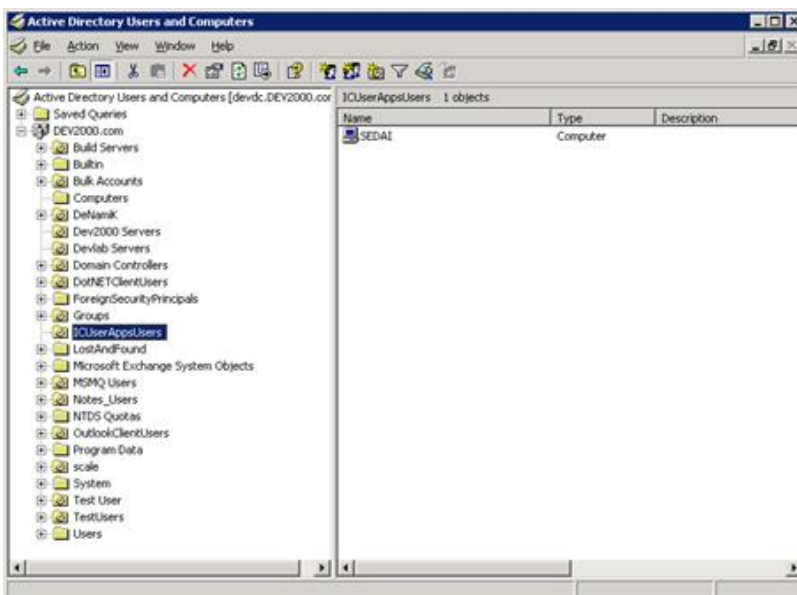 Active Directory Users and Computers
File Action View Window Help
Active Directory Users and Computers [devdc.DEV2000.cor
Saved Queries
DEV2000.com
Build Servers
Builtin
Bulk Accounts
Computers
DeNamiK
Dev2000 Servers
Devlab Servers
Domain Controllers
DotNETClientUsers
ForeignSecurityPrincipals
Groups
ICUserAppsUsers
LostAndFound
Microsoft Exchange System Objects
MSMQ Users
Notes_Users
NTDS Quotas
OutlookClientUsers
Program Data
scale
System
Test User
TestUsers
Users
ICUserAppsUsers 1 objects
Name Type Description
SEDAI Computer